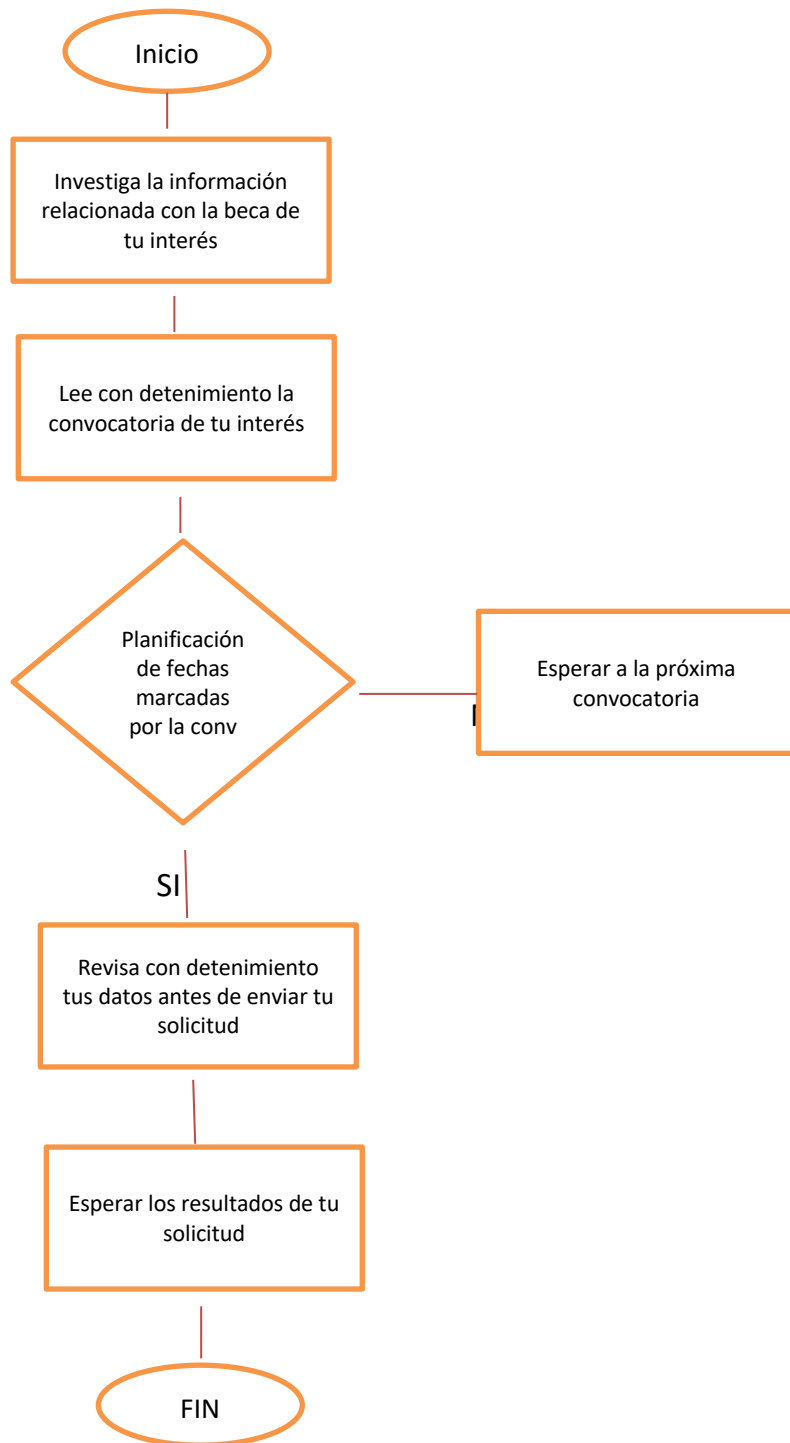 Inicio
Investiga la información
relacionada con la beca de
tu interés
Lee con detenimiento la
convocatoria de tu interés
Planificación
de fechas
marcadas
por la conv
Esperar a la próxima
convocatoria
SI
Revisa con detenimiento
tus datos antes de enviar tu
solicitud
Esperar los resultados de tu
solicitud
FIN